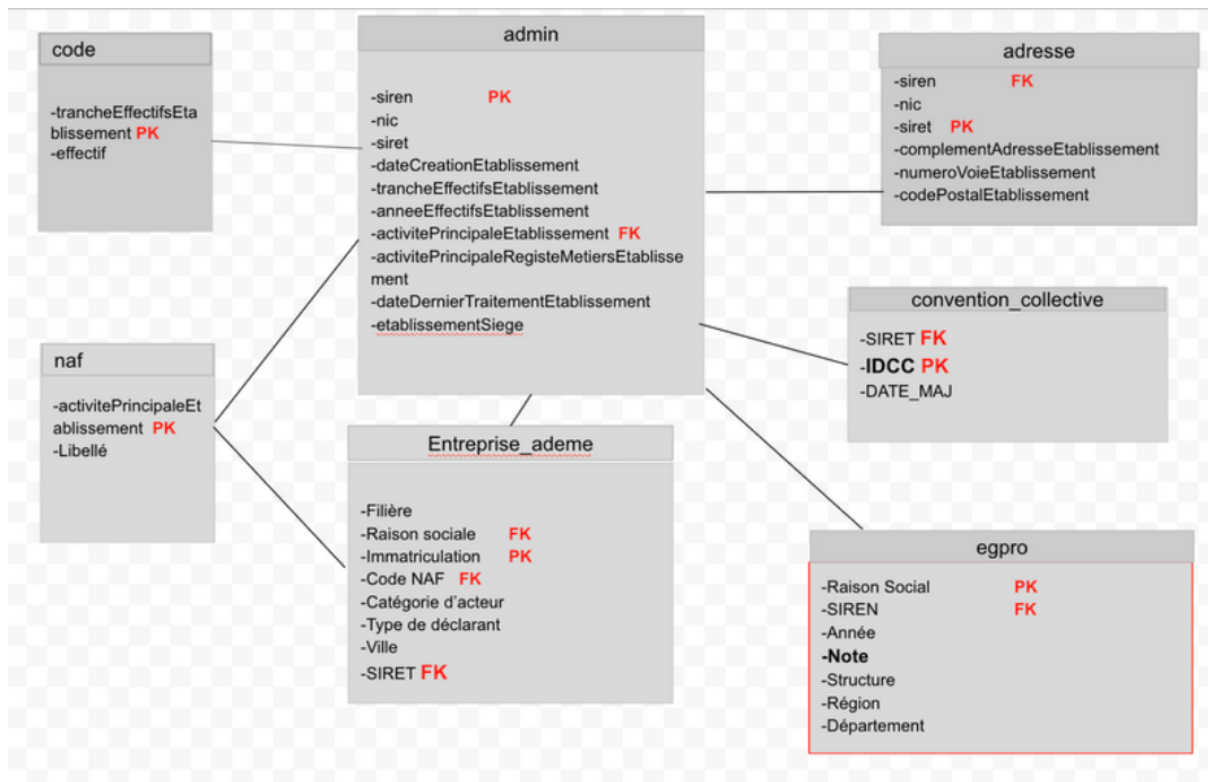 code
-trancheEffectifsEta
blissement PK
-effectif
admin
-siren PK
-nic
-siret
-dateCreationEtablissement
-trancheEffectifsEtablissement
-anneeEffectifsEtablissement
-activitePrincipaleEtablissement FK
-activitePrincipaleRegisteMetiersEtablisse
ment
-dateDernierTraitementEtablissement
-etablissementSiege
adresse
-siren FK
-nic
-siret PK
-complementAdresseEtablissement
-numeroVoieEtablissement
-codePostalEtablissement
naf
-activitePrincipaleEt
ablissement PK
-Libellé
convention_collective
-SIRET FK
-IDCC PK
-DATE_MAJ
Entreprise_ademe
-Filière
-Raison sociale FK
-Immatriculation PK
-Code NAF FK
-Catégorie d'acteur
-Type de déclarant
-Ville
-SIRET FK
egpro
-Raison Social PK
-SIREN FK
-Année
-Note
-Structure
-Région
-Département